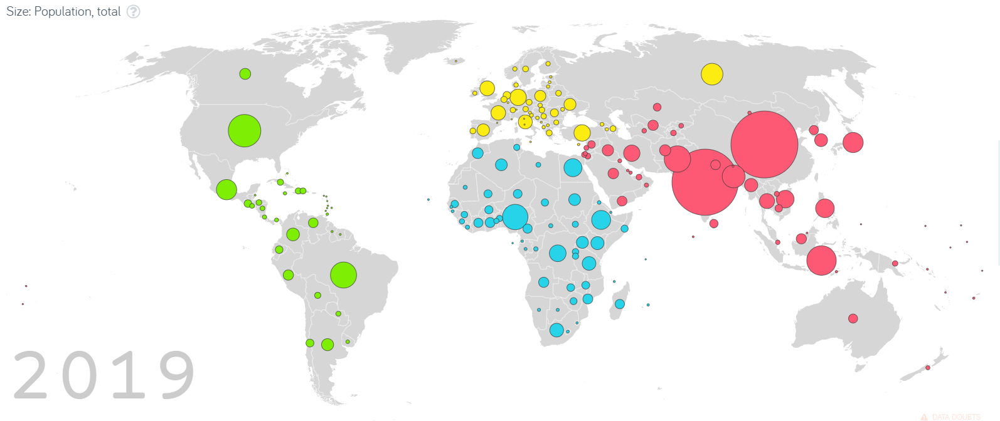 Size: Population, total ?
2019
DATA DOUBTS